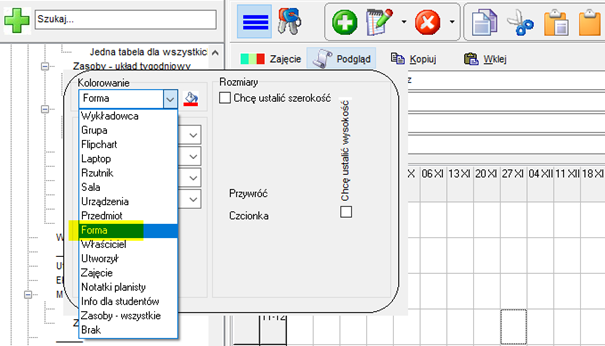 Szukaj...
Jedna tabela dla wszystkich
Zasoby - układ tygodniowy
Zajęcie
Podgląd
Kopiuj
Wklej
Kolorowanie
Forma
Wykładowca
Grupa
Flipchart
Laptop
Rzutnik
Sala
Urządzenia
Przedmiot
Forma
Właściciel
Utworzył
Zajęcie
Notatki planisty
Info dla studentów
Zasoby - wszystkie
Brak
Rozmiary
Chcę ustalić szerokość
Chcę ustalić wysokość
Przywróć
Czcionka
XI 06 XI 13 XI 20 XI 27 XI 04 XII 11 XII 18 XII
11-12